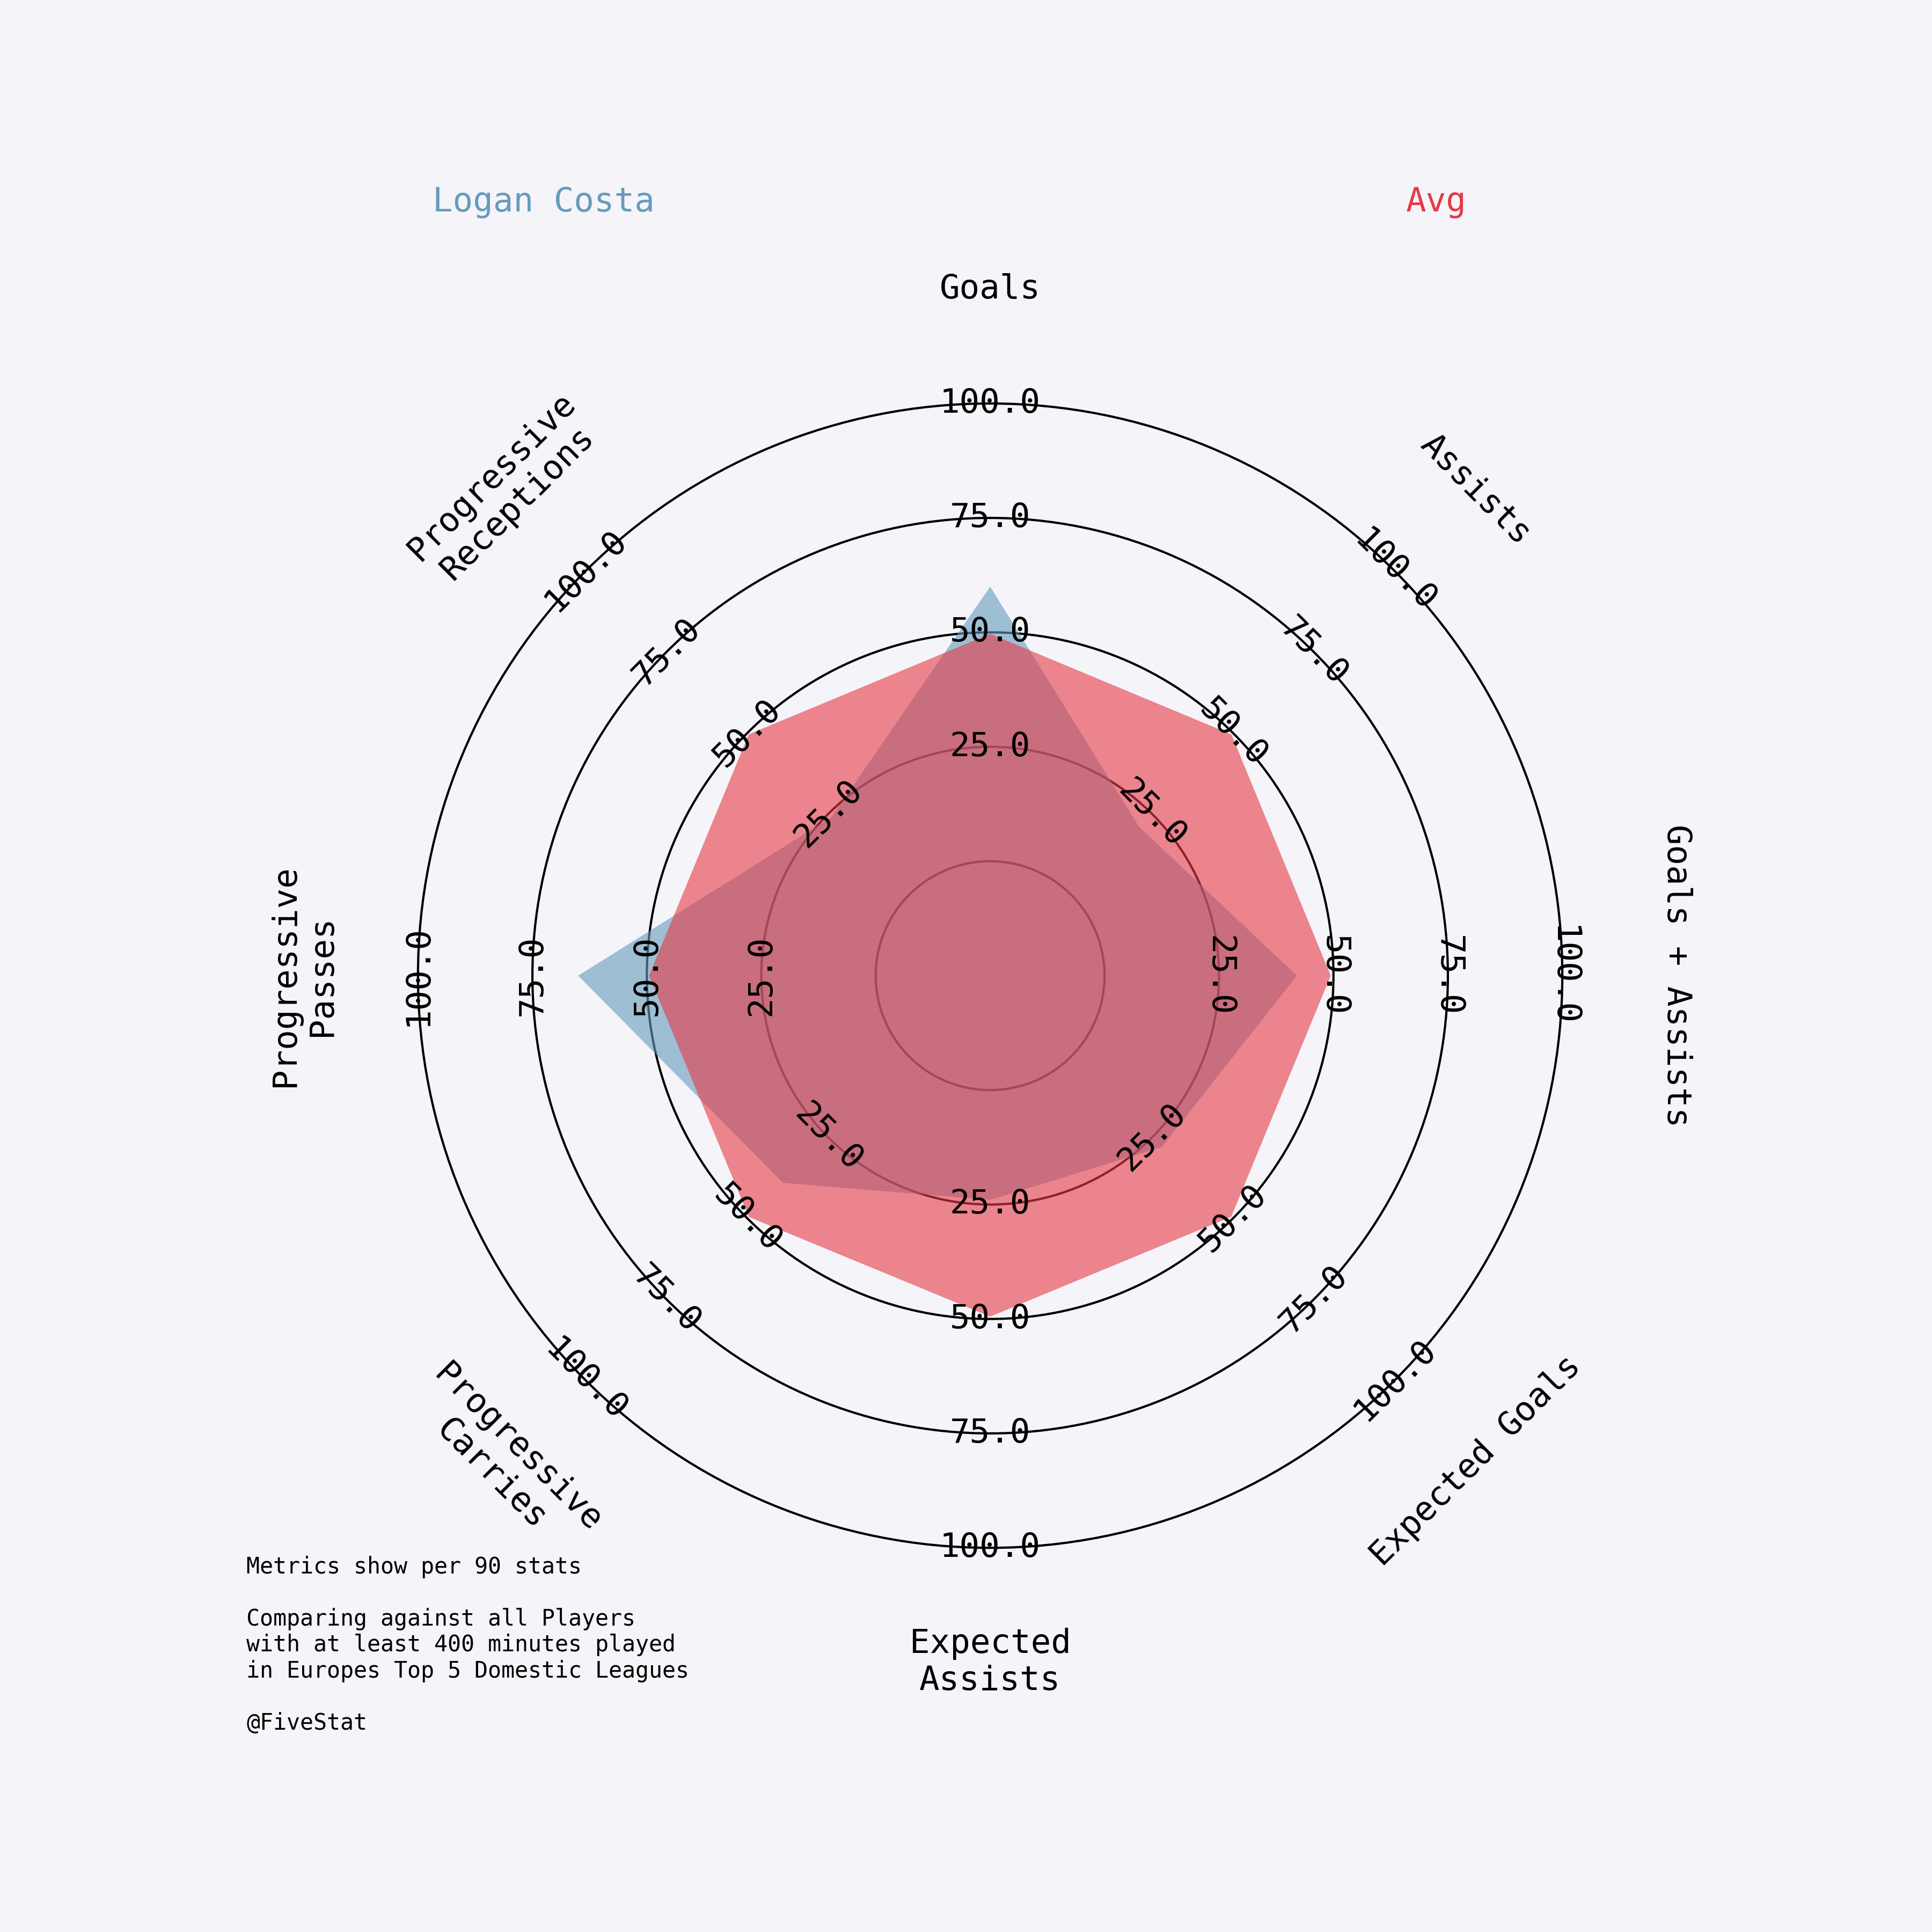 Logan Costa
Avg
Goals
Assists
Goals + Assists
Expected Goals
Expected
Assists
Progressive
Carries
Progressive
Passes
Progressive
Receptions
25.0
50.0
75.0
100.0
25.0
50.0
75.0
100.0
25.0
50.0
75.0
100.0
25.0
50.0
75.0
100.0
25.0
50.0
75.0
100.0
25.0
50.0
75.0
100.0
25.0
50.0
75.0
100.0
25.0
50.0
75.0
100.0
Metrics show per 90 stats
Comparing against all Players
with at least 400 minutes played
in Europes Top 5 Domestic Leagues
@FiveStat